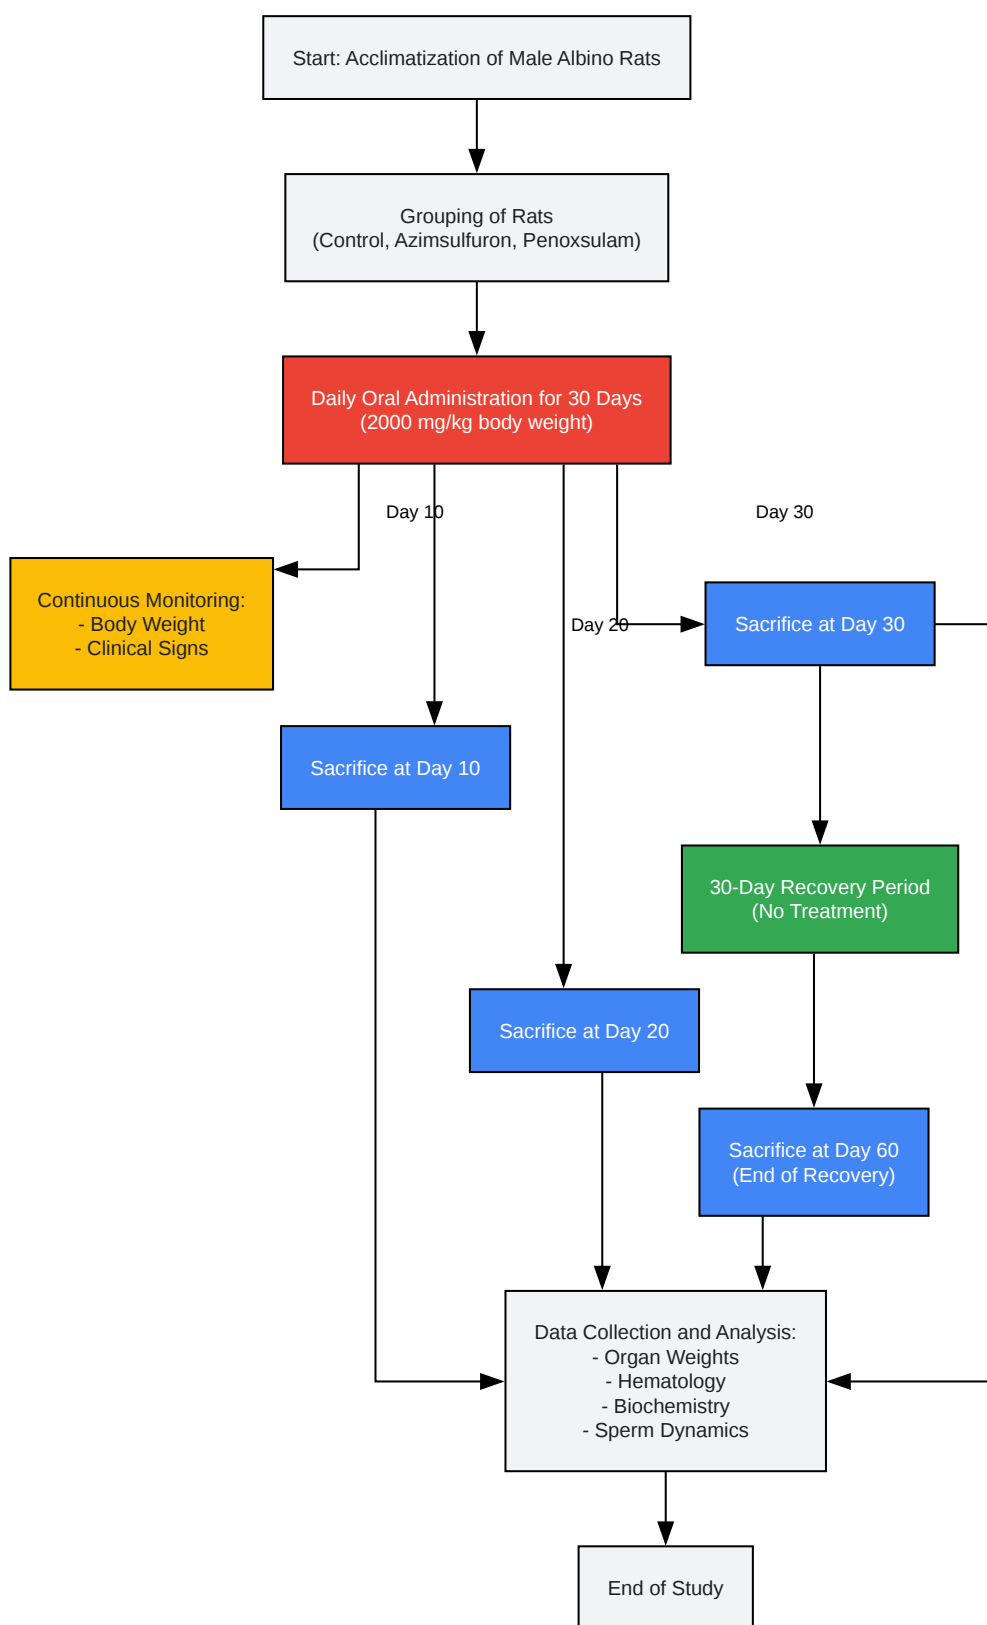 Start: Acclimatization of Male Albino Rats
Grouping of Rats
(Control, Azimsulfuron, Penoxsulam)
Daily Oral Administration for 30 Days
(2000 mg/kg body weight)
Day 10
Day 30
Continuous Monitoring:
- Body Weight
- Clinical Signs
Day 20
Sacrifice at Day 30
Sacrifice at Day 10
30-Day Recovery Period
(No Treatment)
Sacrifice at Day 20
Sacrifice at Day 60
(End of Recovery)
Data Collection and Analysis:
- Organ Weights
- Hematology
- Biochemistry
- Sperm Dynamics
End of Study